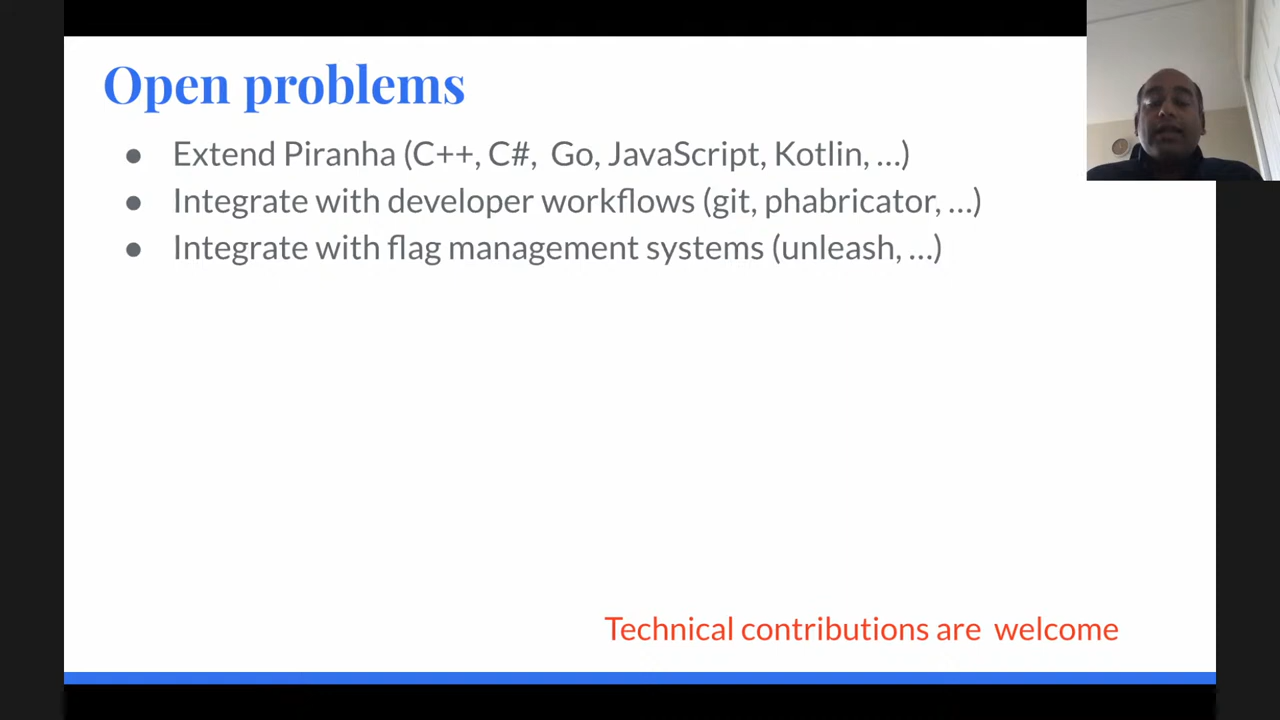 Open problems
● Extend Piranha (C++, C#, Go, JavaScript, Kotlin, ...)
● Integrate with developer workflows (git, phabricator, ...)
● Integrate with flag management systems (unleash, ...)
Technical contributions are welcome